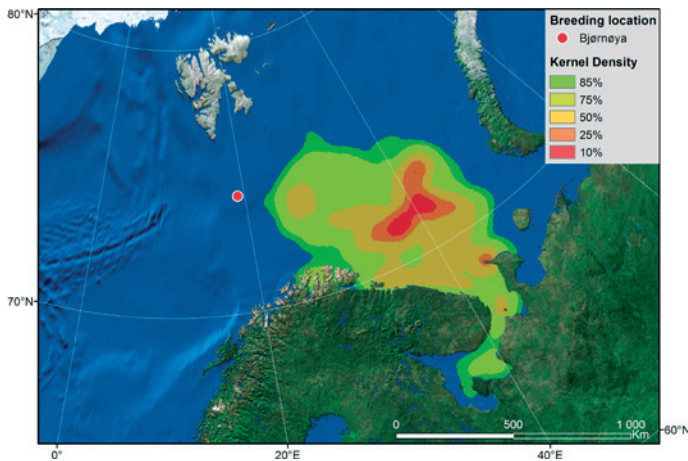 80°N
Breeding location
Bjørnøya
Kernel Density
85%
75%
50%
25%
10%
70°N
0
500
1 000
Km
60°N
0°
20°E
40°E